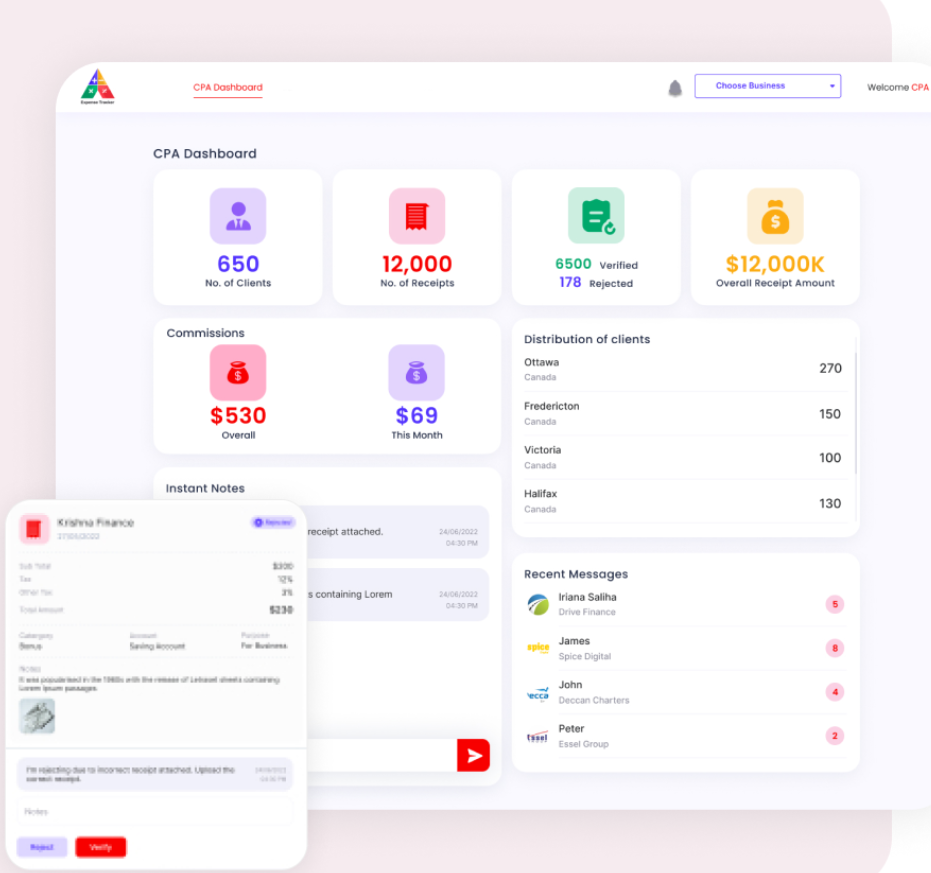 Expense Tracker
CPA Dashboard
Choose Business
Welcome CPA
CPA Dashboard
650
No. of Clients
12,000
No. of Receipts
6500 Verified
178 Rejected
$12,000K
Overall Receipt Amount
Commissions
$530
Overall
$69
This Month
Distribution of clients
Ottawa
Canada
270
Fredericton
Canada
150
Victoria
Canada
100
Halifax
Canada
130
Instant Notes
receipt attached.
24/06/2022
04:30 PM
s containing Lorem
24/06/2022
04:30 PM
Recent Messages
Iriana Saliha
Drive Finance
5
spice
James
Spice Digital
8
ecca
John
Deccan Charters
4
Essel
Peter
Essel Group
2
Krishna Finance
27/01/2022
Rejected
Sub Total
$300
Tax
12%
Other Tax
3%
Total Amount
$230
Category
Bonus
Account
Saving Account
Purpose
For Business
Notes
It was popularised in the 1960s with the release of Letraset sheets containing
Lorem Ipsum passages
I'm rejecting due to incorrect receipt attached. Upload the
correct receipt.
24/06/2022
04:30 PM
Notes
Reject
Verify